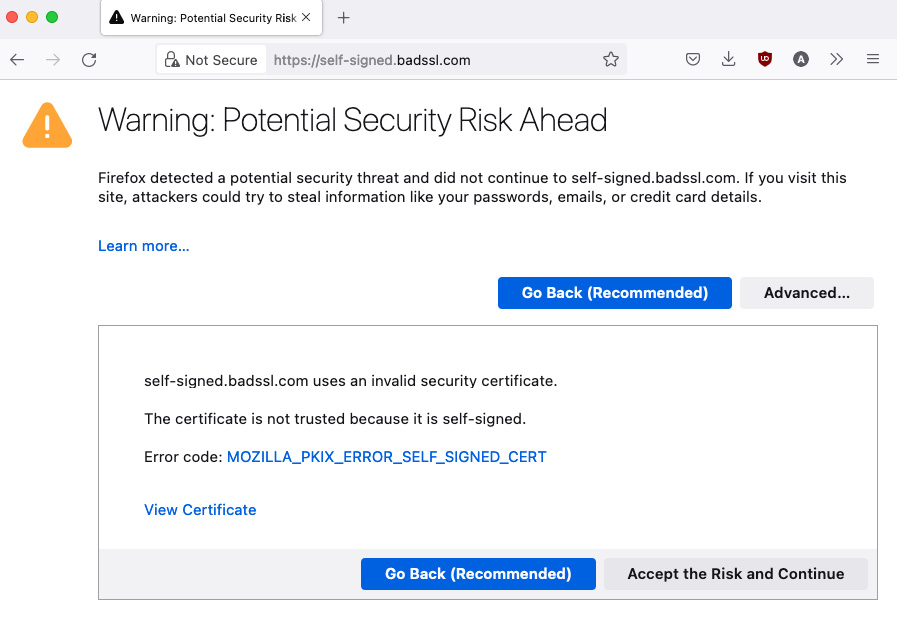 Warning: Potential Security Risk
Not Secure
https://self-signed.badssl.com
UD
A
Warning: Potential Security Risk Ahead
Firefox detected a potential security threat and did not continue to self-signed.badssl.com. If you visit this
site, attackers could try to steal information like your passwords, emails, or credit card details.
Learn more...
Go Back (Recommended)
Advanced...
self-signed.badssl.com uses an invalid security certificate.
The certificate is not trusted because it is self-signed.
Error code: MOZILLA_PKIX_ERROR_SELF_SIGNED_CERT
View Certificate
Go Back (Recommended)
Accept the Risk and Continue